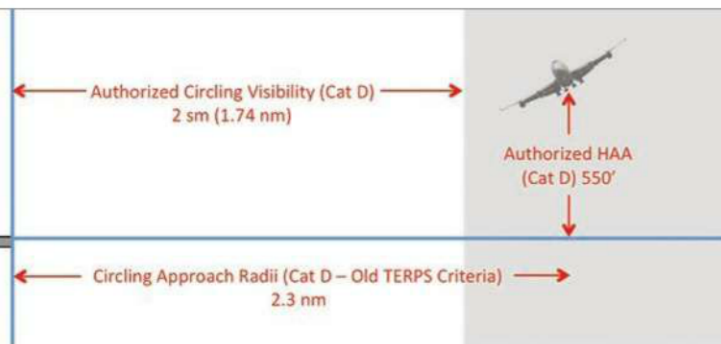 Authorized Circling Visibility (Cat D)
2 sm (1.74 nm)
Authorized HAA
(Cat D) 550'
Circling Approach Radii (Cat D – Old TERPS Criteria)
2.3 nm